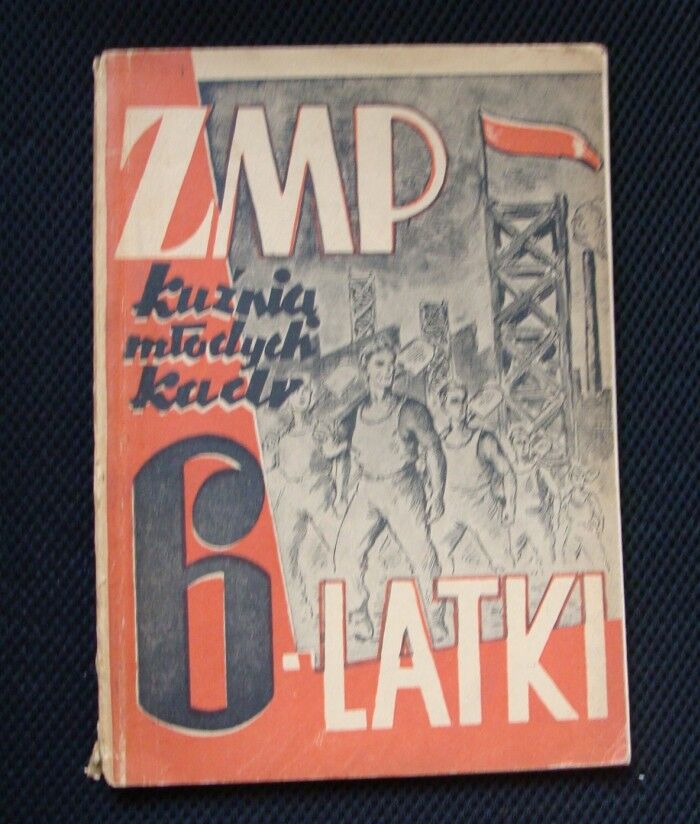 ZMP
kuźnią
młodych
kadr
6-LATKI